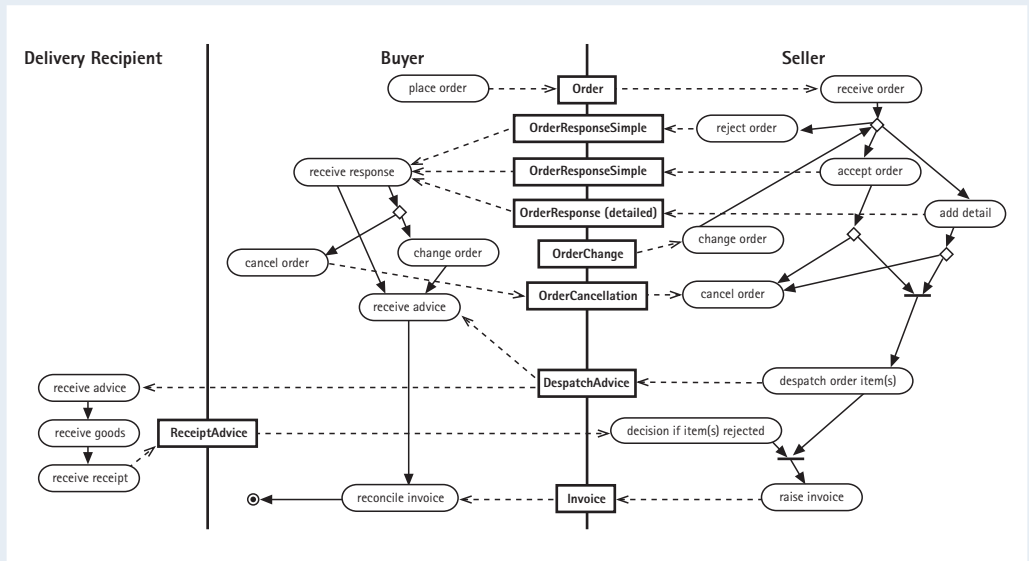 Delivery Recipient
Buyer
Seller
place order
Order
receive order
OrderResponseSimple
reject order
receive response
OrderResponseSimple
accept order
OrderResponse (detailed)
add detail
change order
OrderChange
change order
cancel order
OrderCancellation
cancel order
receive advice
receive advice
DespatchAdvice
despatch order item(s)
receive goods
ReceiptAdvice
decision if item(s) rejected
receive receipt
reconcile invoice
Invoice
raise invoice